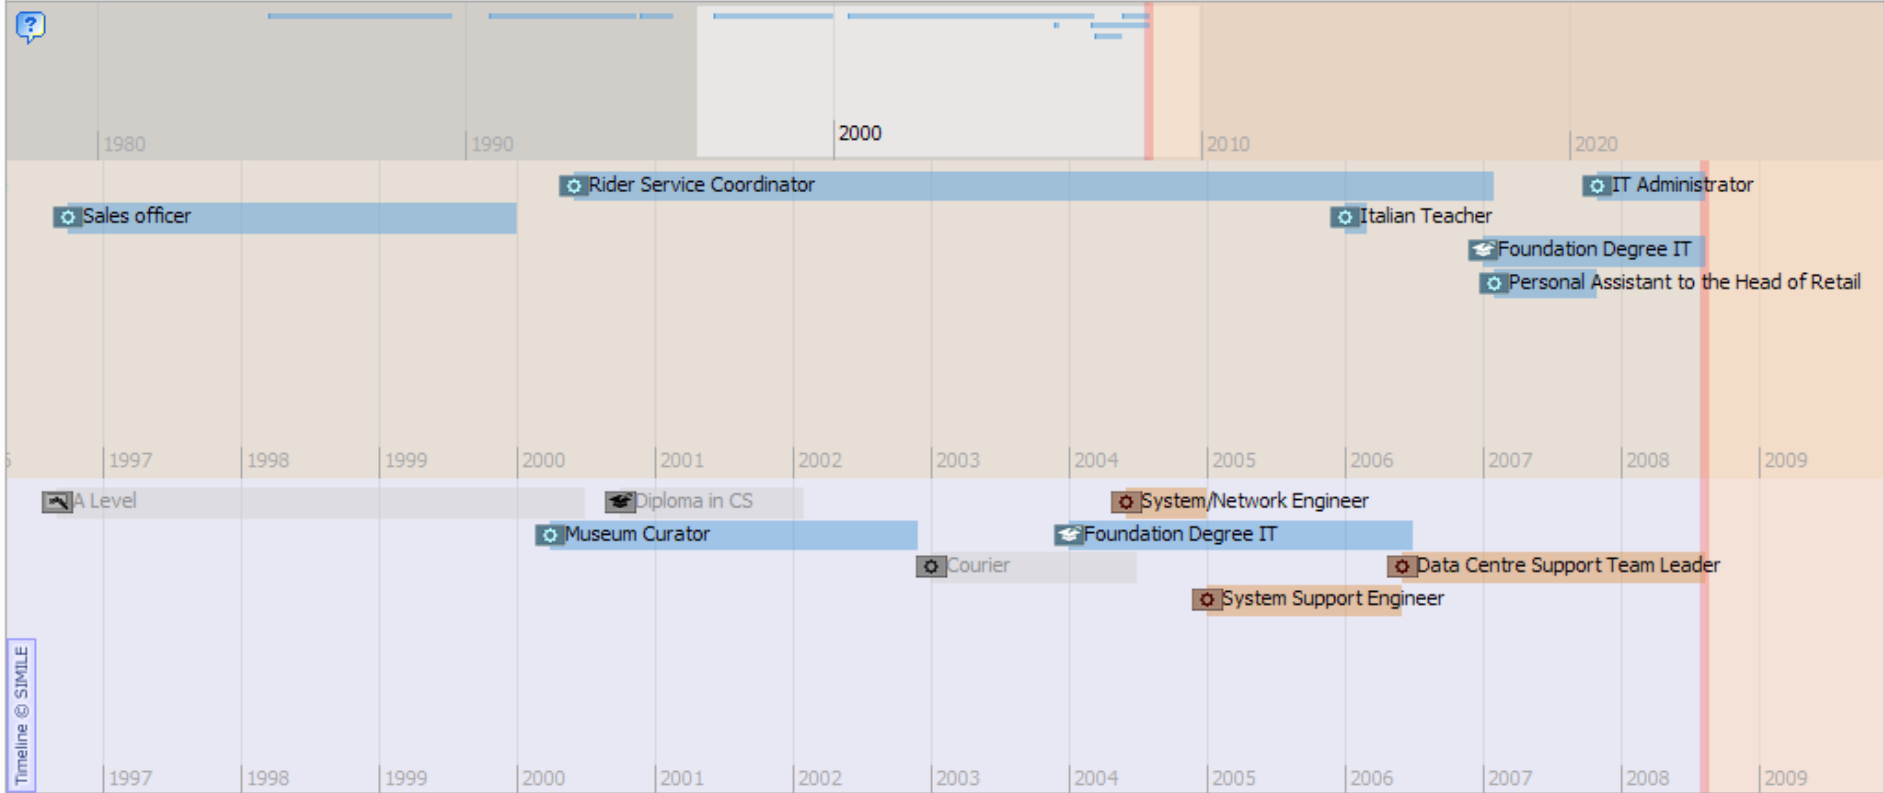 ?
1980 1990 2000 2010 2020
Rider Service Coordinator IT Administrator
Sales officer Italian Teacher
Foundation Degree IT
Personal Assistant to the Head of Retail
1997 1998 1999 2000 2001 2002 2003 2004 2005 2006 2007 2008 2009
A Level Diploma in CS System/Network Engineer
Museum Curator Foundation Degree IT
Courier Data Centre Support Team Leader
System Support Engineer
Timeline © SIMILE
1997 1998 1999 2000 2001 2002 2003 2004 2005 2006 2007 2008 2009